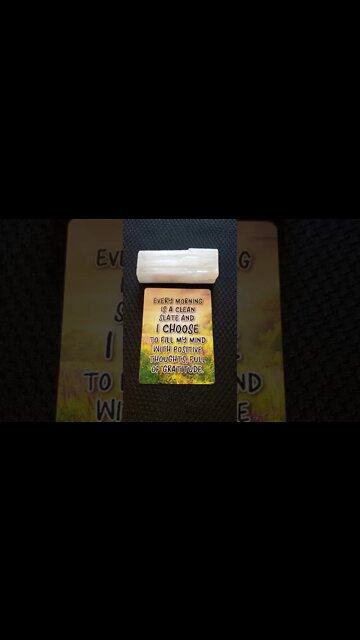 EVERY MORNING
IS A CLEAN
SLATE AND
I CHOOSE
TO FILL MY MIND
WITH POSITIVE
THOUGHTS FULL
OF GRATITUDE.